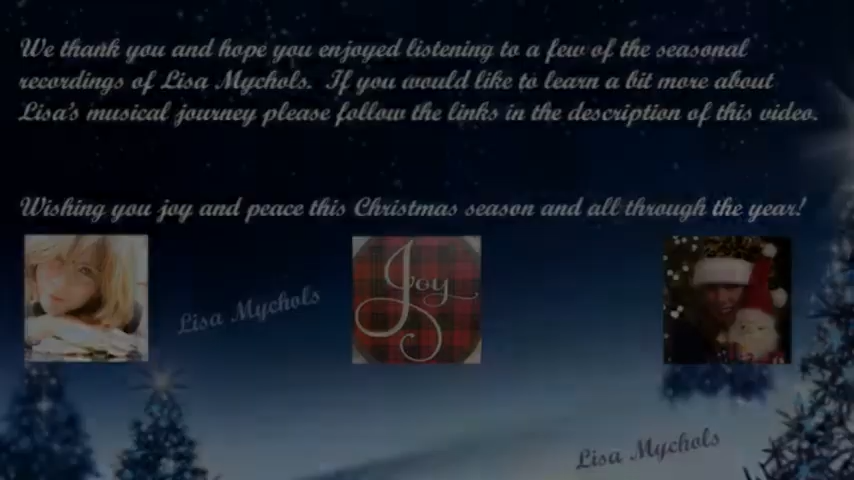 We thank you and hope you enjoyed listening to a few of the seasonal
recordings of Lisa Mychols. If you would like to learn a bit more about
Lisa's musical journey please follow the links in the description of this video.
Wishing you joy and peace this Christmas season and all through the year!
Lisa Mychols
Joy
Lisa Mychols